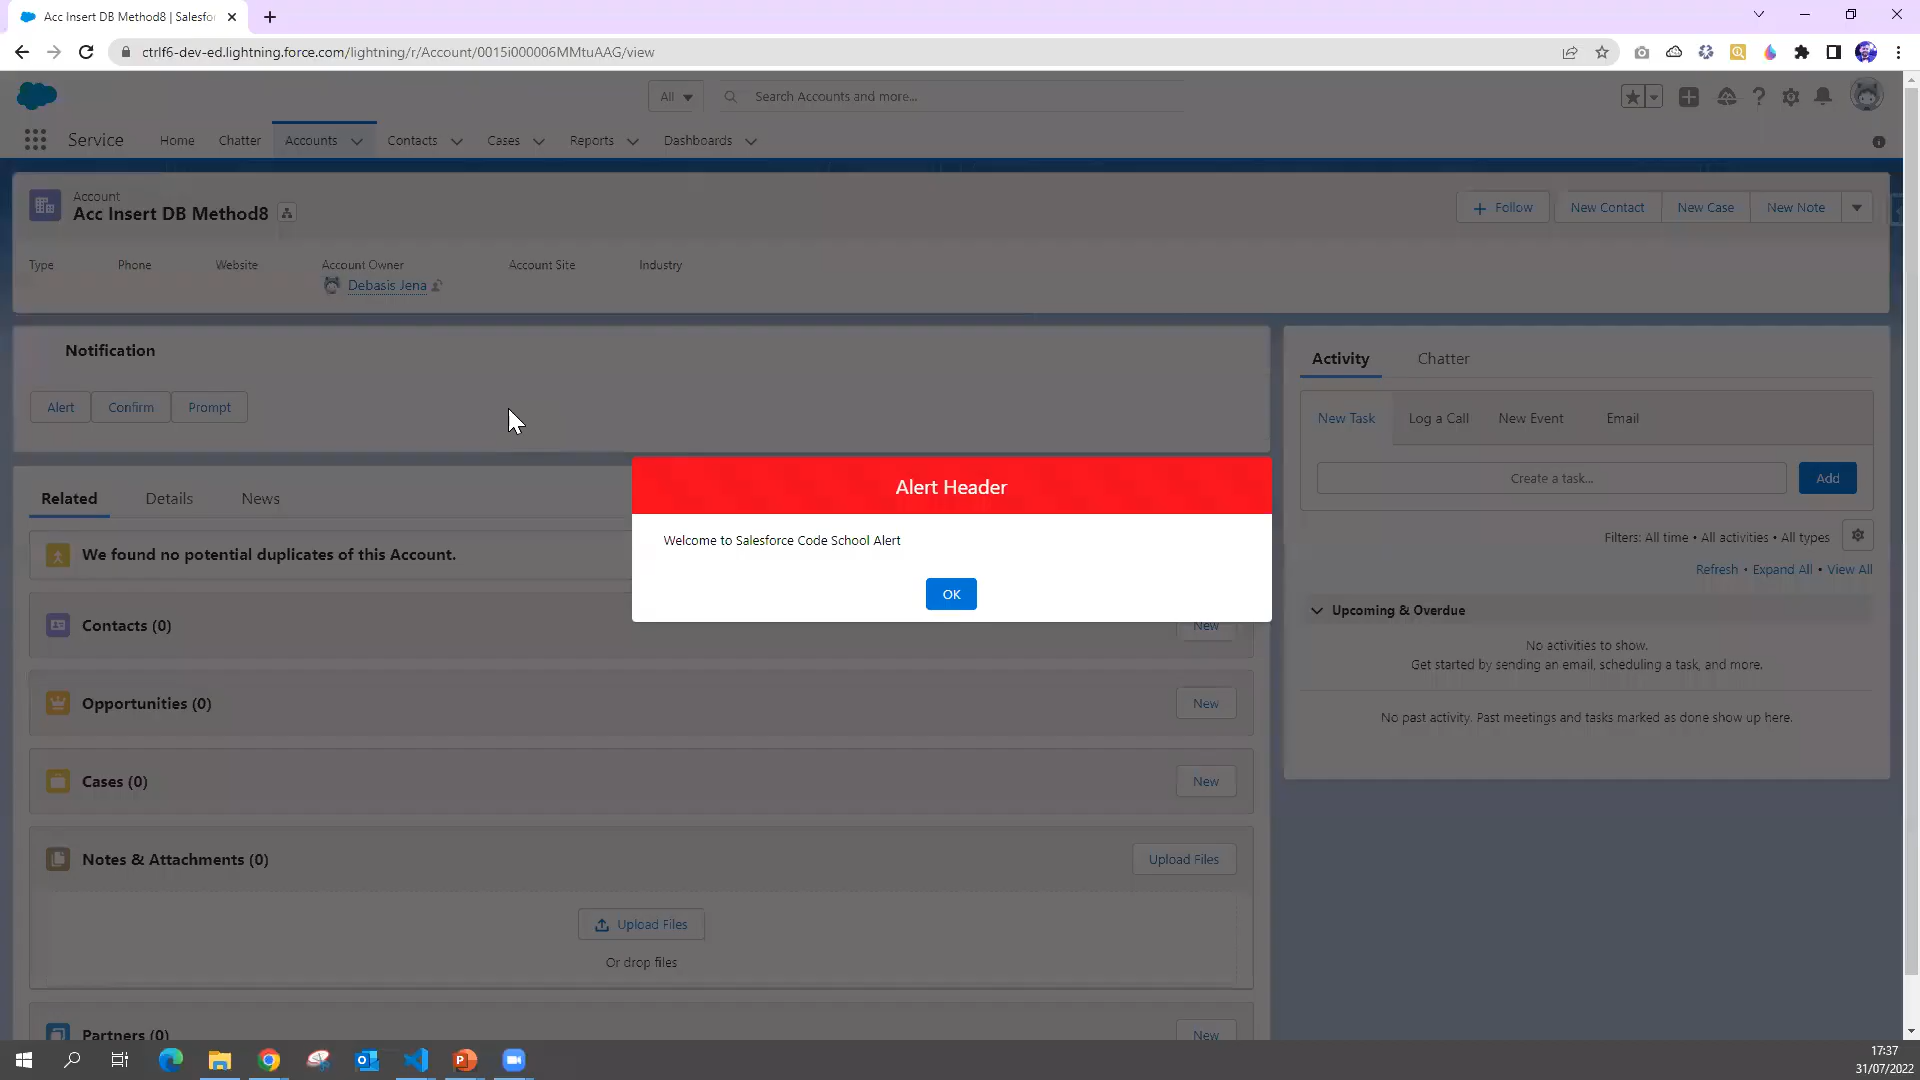 Acc Insert DB Method8 | Salesfo
ctrlf6-dev-ed.lightning.force.com/lightning/r/Account/0015i000006MMtuAAG/view
All
Search Accounts and more...
Service
Home
Chatter
Accounts
Contacts
Cases
Reports
Dashboards
Account
Acc Insert DB Method8
Follow
New Contact
New Case
New Note
Type
Phone
Website
Account Owner
Account Site
Industry
Debasis Jena
Notification
Alert
Confirm
Prompt
Activity
Chatter
New Task
Log a Call
New Event
Email
Create a task...
Add
Filters: All time • All activities • All types
Refresh • Expand All • View All
Upcoming & Overdue
No activities to show.
Get started by sending an email, scheduling a task, and more.
No past activity. Past meetings and tasks marked as done show up here.
Alert Header
Welcome to Salesforce Code School Alert
OK
Related
Details
News
We found no potential duplicates of this Account.
Contacts (0)
New
Opportunities (0)
New
Cases (0)
New
Notes & Attachments (0)
Upload Files
Upload Files
Or drop files
Partners (0)
New
17:37
31/07/2022